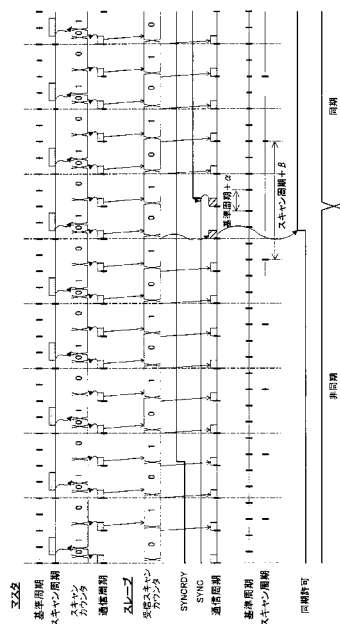 マスタ
基準周期
スキャン周期
スキャン
カウンタ
通信周期
スレーブ
受信スキャン
カウンタ
SYNCRDY
SYNC
通信周期
基準周期
スキャン周期
同期許可
基準周期+α
スキャン周期+β
非同期
同期